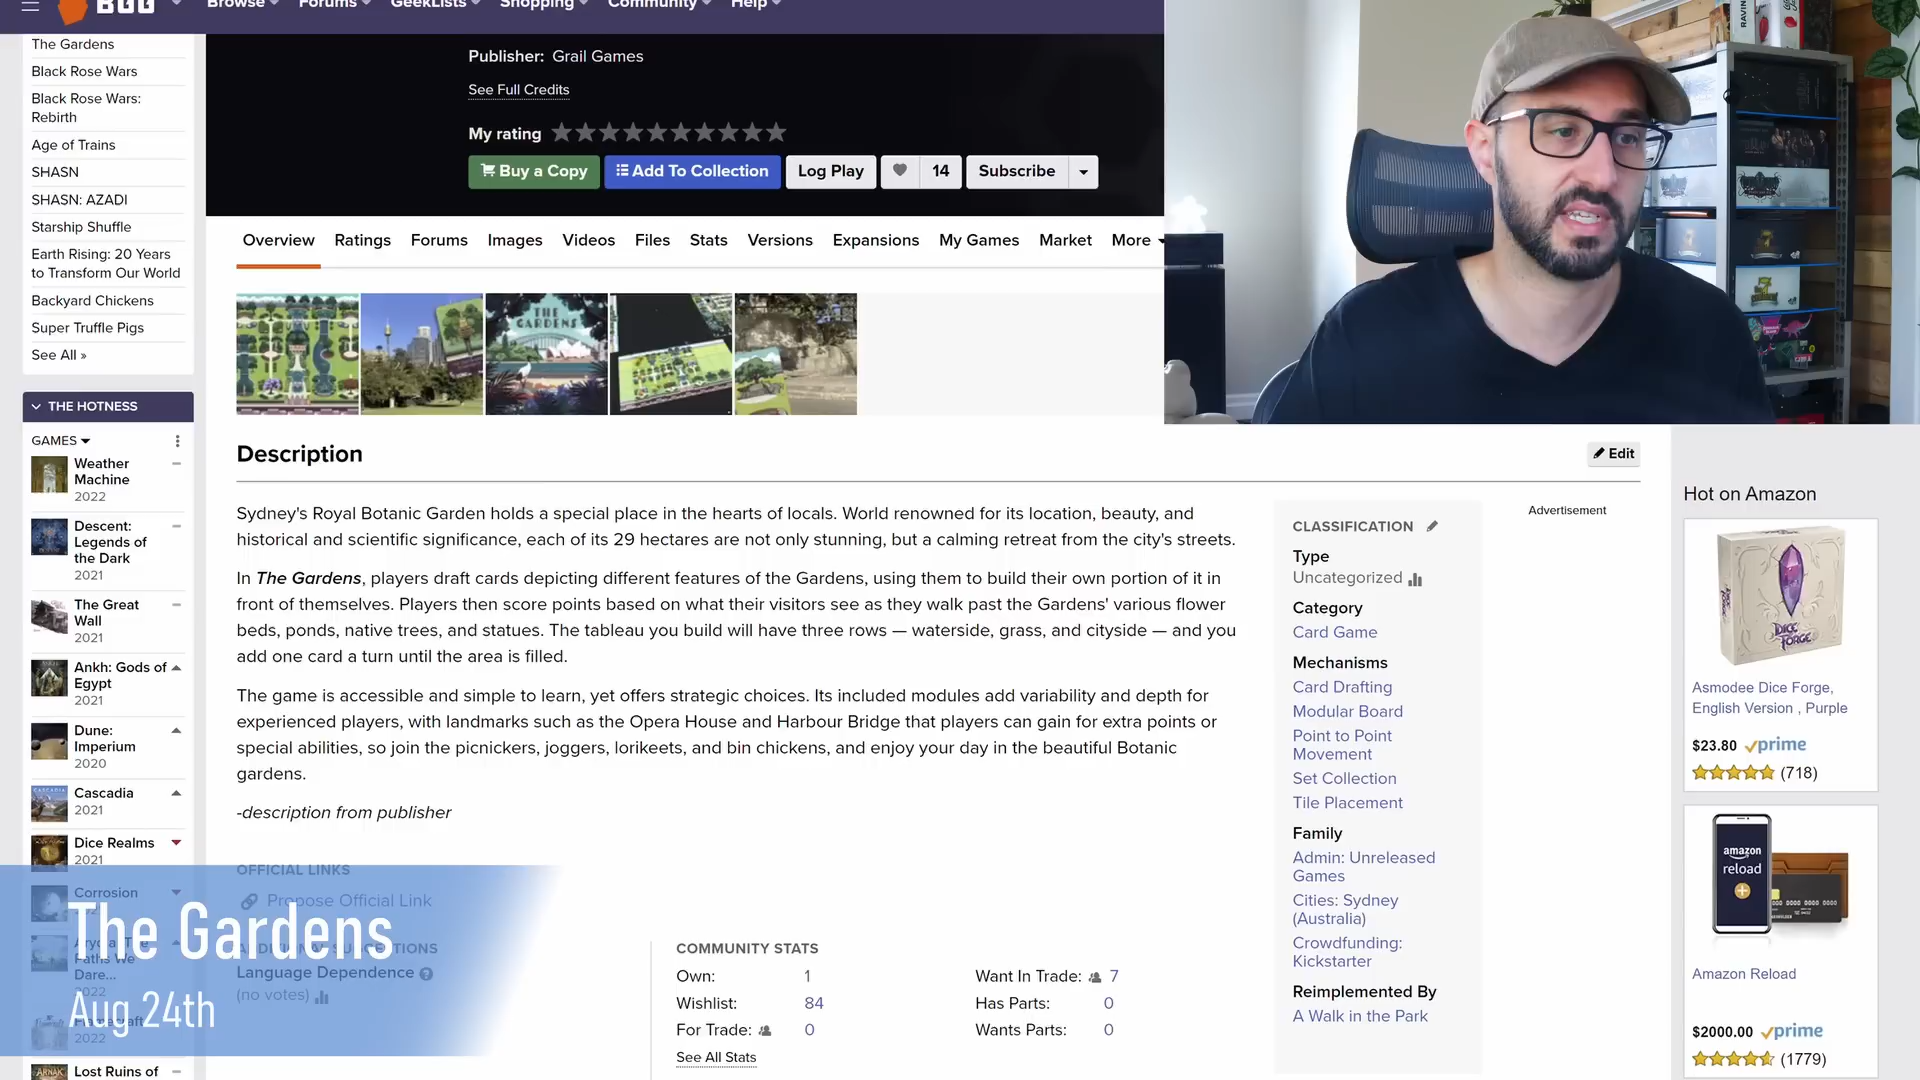 BGG
Browse
Forums
GeekLists
Shopping
Community
Help
The Gardens
Black Rose Wars
Black Rose Wars:
Rebirth
Age of Trains
SHASN
SHASN: AZADI
Starship Shuffle
Earth Rising: 20 Years
to Transform Our World
Backyard Chickens
Super Truffle Pigs
See All »
THE HOTNESS
GAMES
Weather
Machine
2022
Descent:
Legends of
the Dark
2021
The Great
Wall
2021
Ankh: Gods of
Egypt
2021
Dune:
Imperium
2020
Cascadia
2021
Dice Realms
2021
Corrosion
Paths We
Dare...
2022
2022
Lost Ruins of
Publisher: Grail Games
See Full Credits
My rating
Buy a Copy
Add To Collection
Log Play
14
Subscribe
Overview
Ratings
Forums
Images
Videos
Files
Stats
Versions
Expansions
My Games
Market
More
THE
GARDENS
Description
Edit
Sydney's Royal Botanic Garden holds a special place in the hearts of locals. World renowned for its location, beauty, and
historical and scientific significance, each of its 29 hectares are not only stunning, but a calming retreat from the city's streets.
In The Gardens, players draft cards depicting different features of the Gardens, using them to build their own portion of it in
front of themselves. Players then score points based on what their visitors see as they walk past the Gardens' various flower
beds, ponds, native trees, and statues. The tableau you build will have three rows — waterside, grass, and cityside — and you
add one card a turn until the area is filled.
The game is accessible and simple to learn, yet offers strategic choices. Its included modules add variability and depth for
experienced players, with landmarks such as the Opera House and Harbour Bridge that players can gain for extra points or
special abilities, so join the picnickers, joggers, lorikeets, and bin chickens, and enjoy your day in the beautiful Botanic
gardens.
-description from publisher
OFFICIAL LINKS
Propose Official Link
Language Dependence
(no votes)
The Gardens
Aug 24th
COMMUNITY STATS
Own: 1
Wishlist: 84
For Trade: 0
See All Stats
Want In Trade: 7
Has Parts: 0
Wants Parts: 0
CLASSIFICATION
Type
Uncategorized
Category
Card Game
Mechanisms
Card Drafting
Modular Board
Point to Point
Movement
Set Collection
Tile Placement
Family
Admin: Unreleased
Games
Cities: Sydney
(Australia)
Crowdfunding:
Kickstarter
Reimplemented By
A Walk in the Park
Advertisement
Hot on Amazon
DICE
FORGE
Asmodee Dice Forge,
English Version , Purple
$23.80 prime
(718)
amazon
reload
Amazon Reload
$2000.00 prime
(1779)